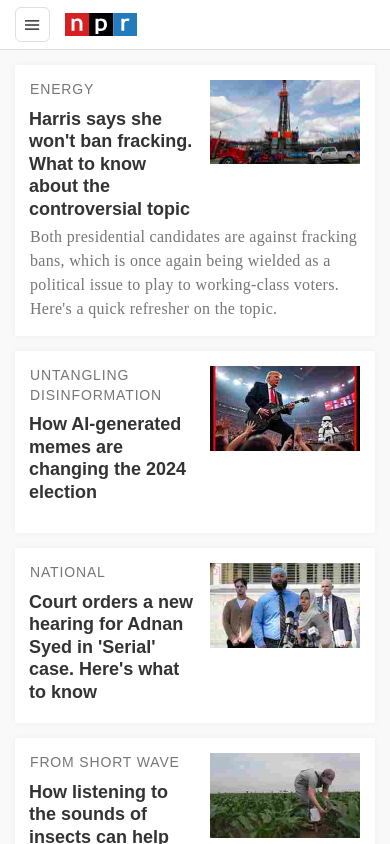 npr
ENERGY
Harris says she
won't ban fracking.
What to know
about the
controversial topic
Both presidential candidates are against fracking
bans, which is once again being wielded as a
political issue to play to working-class voters.
Here's a quick refresher on the topic.
UNTANGLING
DISINFORMATION
How AI-generated
memes are
changing the 2024
election
NATIONAL
Court orders a new
hearing for Adnan
Syed in 'Serial'
case. Here's what
to know
FROM SHORT WAVE
How listening to
the sounds of
insects can help